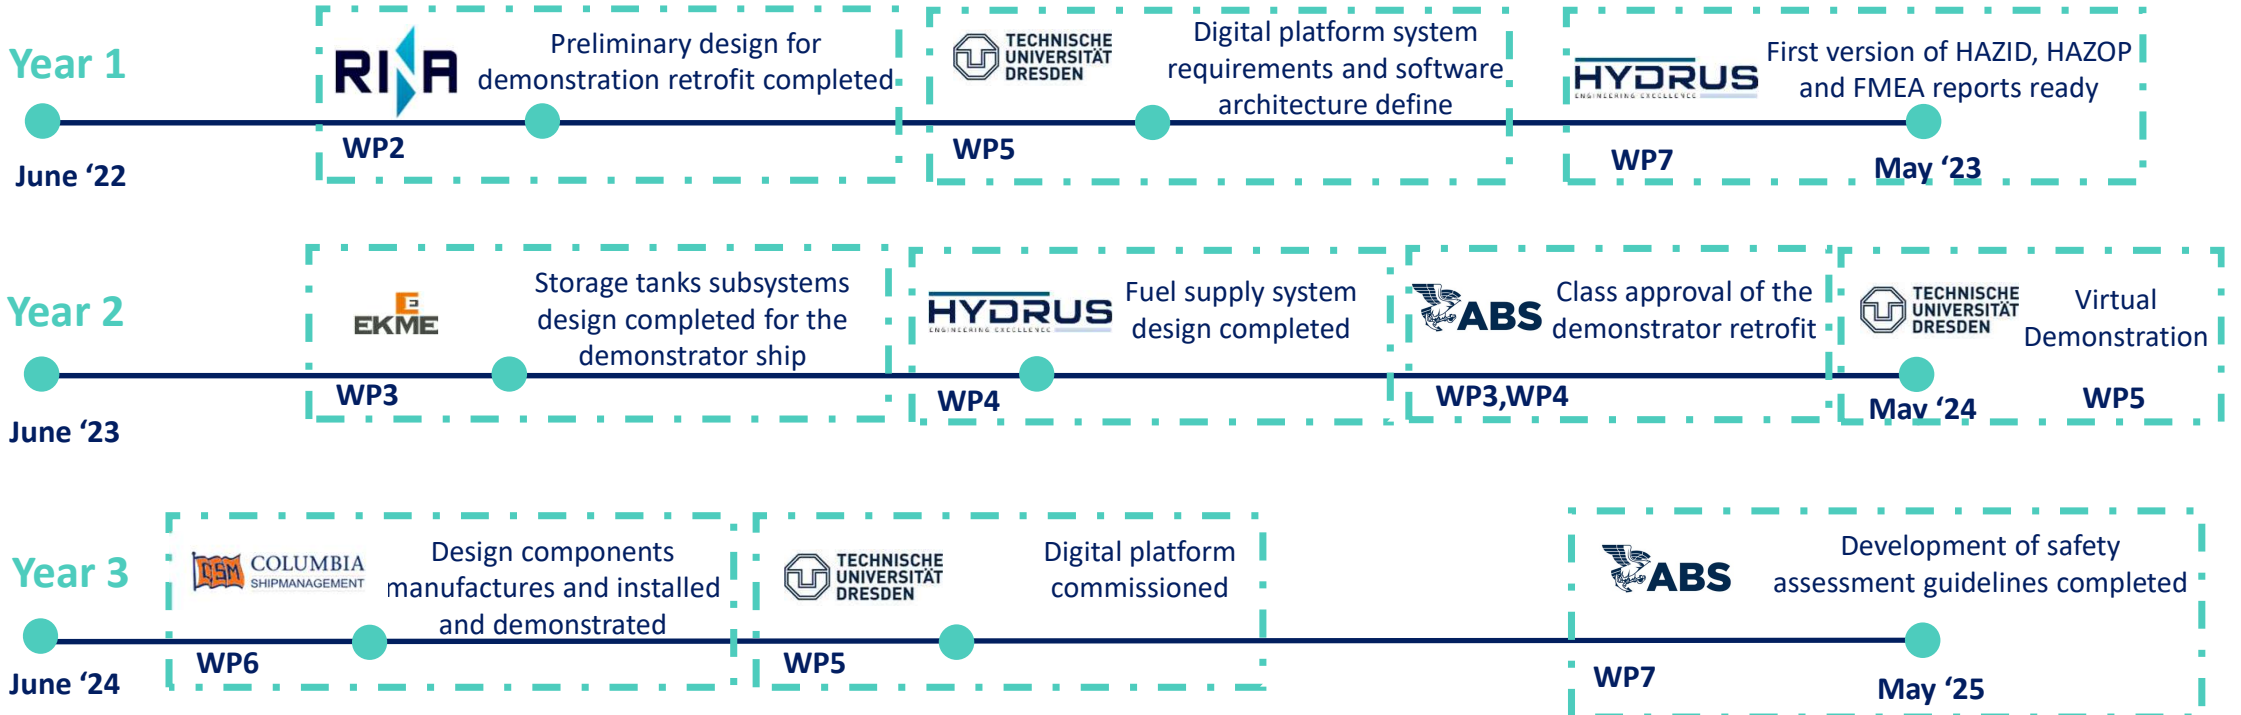 Year 1
June ‘22
RINA
Preliminary design for
demonstration retrofit completed
WP2
TECHNISCHE
UNIVERSITÄT
DRESDEN
Digital platform system
requirements and software
architecture define
WP5
HYDRUS
ENGINEERING EXCELLENCE
First version of HAZID, HAZOP
and FMEA reports ready
WP7
May ‘23
Year 2
June ‘23
EKME
Storage tanks subsystems
design completed for the
demonstrator ship
WP3
HYDRUS
ENGINEERING EXCELLENCE
Fuel supply system
design completed
WP4
ABS
Class approval of the
demonstrator retrofit
WP3,WP4
TECHNISCHE
UNIVERSITÄT
DRESDEN
Virtual
Demonstration
May ‘24
WP5
Year 3
June ‘24
CSM
COLUMBIA
SHIPMANAGEMENT
Design components
manufactures and installed
and demonstrated
WP6
TECHNISCHE
UNIVERSITÄT
DRESDEN
Digital platform
commissioned
WP5
ABS
Development of safety
assessment guidelines completed
WP7
May ‘25